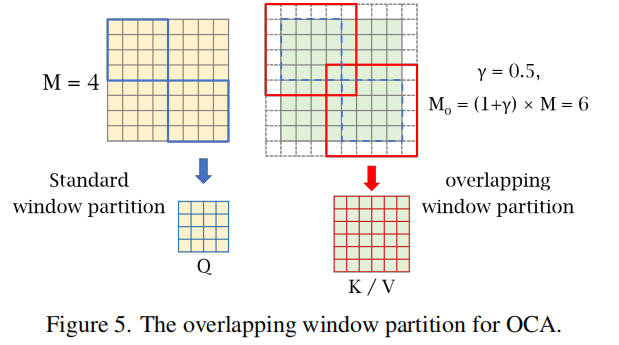 M = 4
γ = 0.5,
Mₒ = (1+γ) × M = 6
Standard
window partition
overlapping
window partition
Q
K / V
Figure 5. The overlapping window partition for OCA.